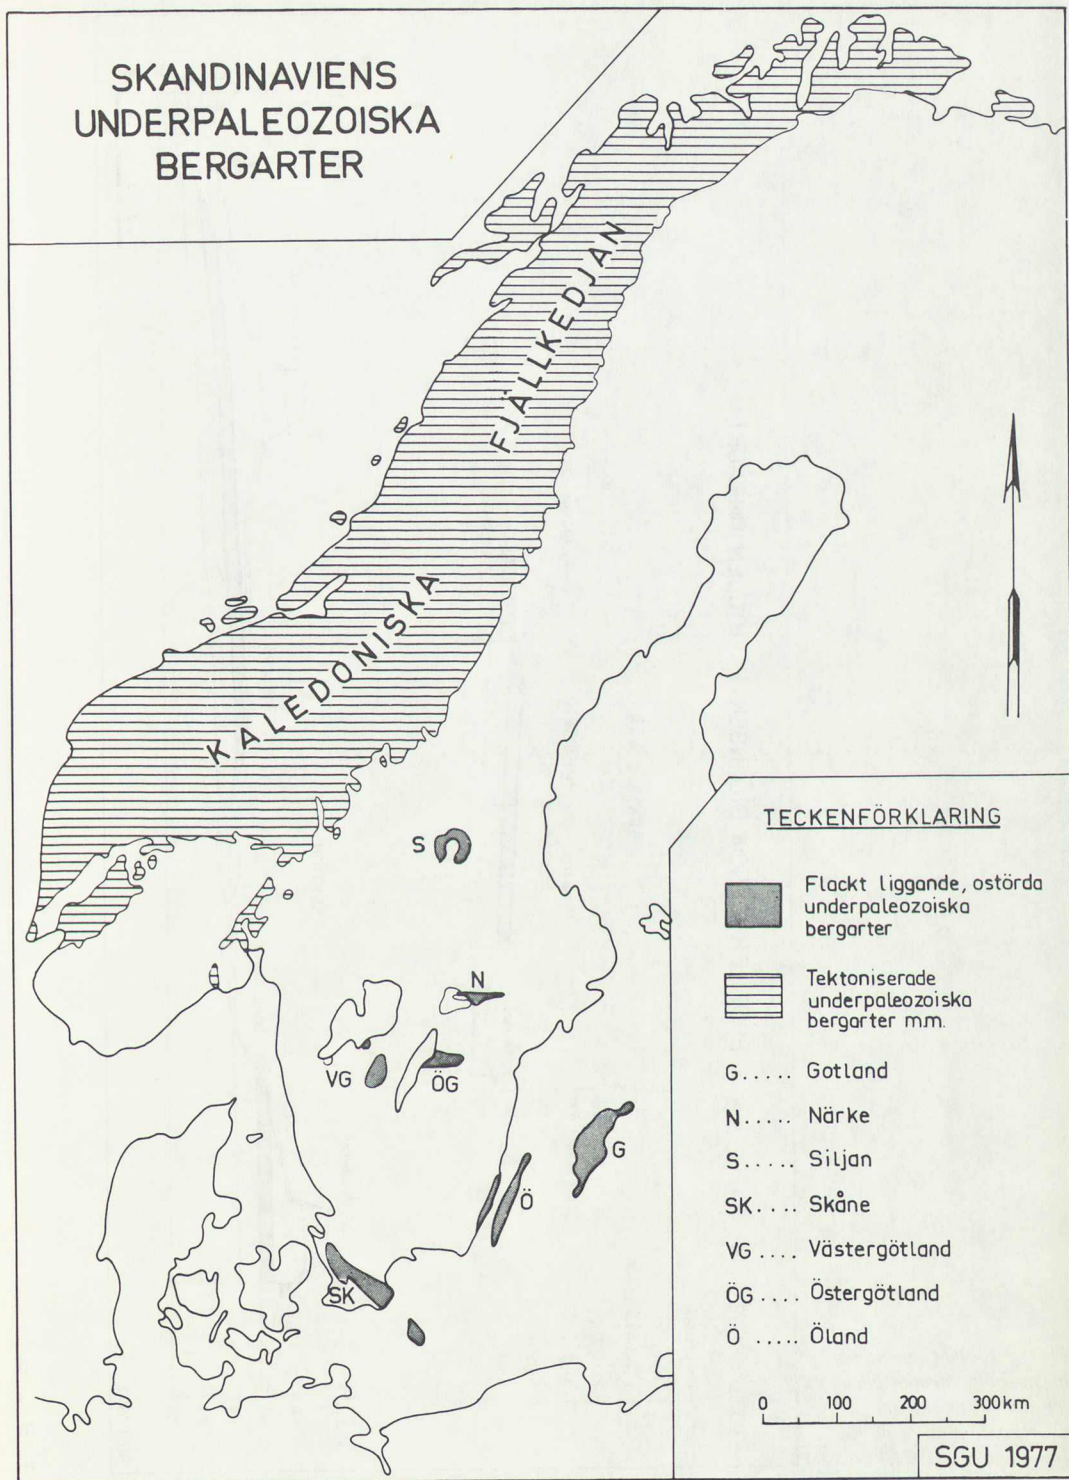 SKANDINAVIENS
UNDERPALEOZOISKA
BERGARTER
KALEDONISKA
FJÄLLKEDJAN
S
N
VG
ÖG
G
Ö
SK
TECKENFÖRKLARING
Flackt liggande, ostörda
underpaleozoiska
bergarter
Tektoniserade
underpaleozoiska
bergarter m.m.
G..... Gotland
N..... Närke
S..... Siljan
SK.... Skåne
VG .... Västergötland
ÖG .... Östergötland
Ö ..... Öland
0 100 200 300 km
SGU 1977